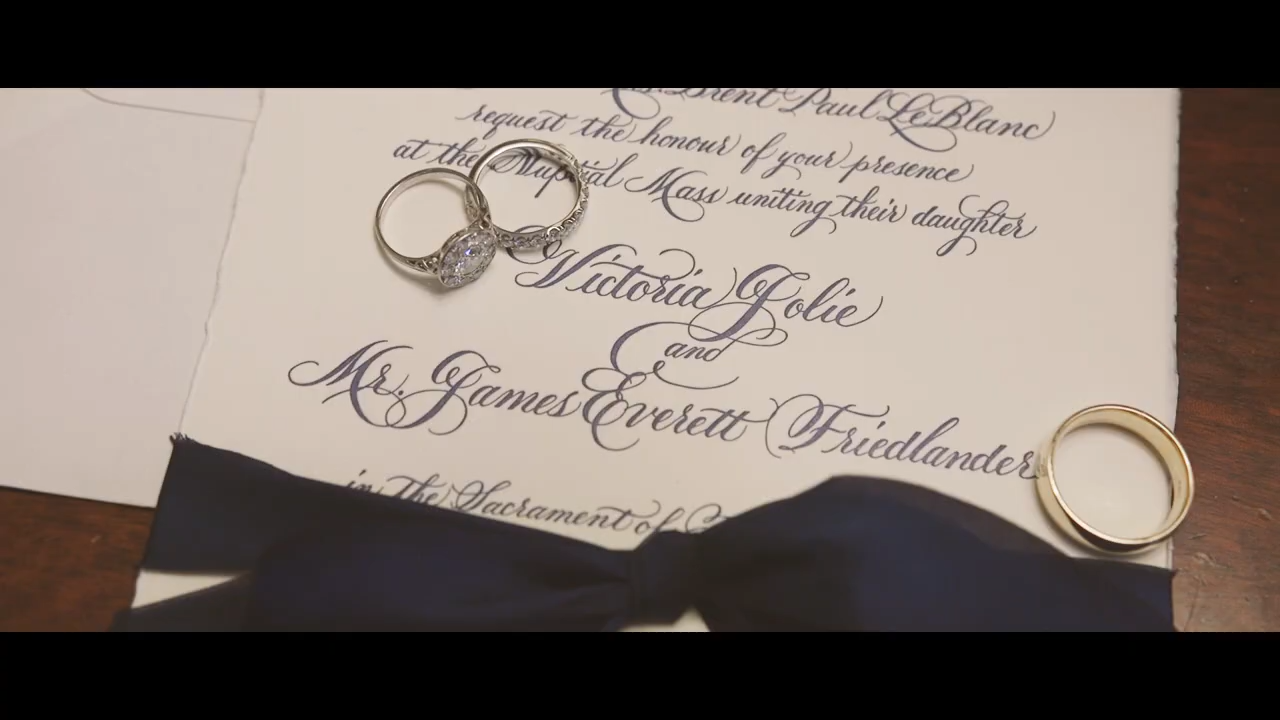 Brent Paul LeBlanc
request the honour of your presence
at the Nuptial Mass uniting their daughter
Victoria Jolie
and
Mr. James Everett Friedlander
in the Sacrament of